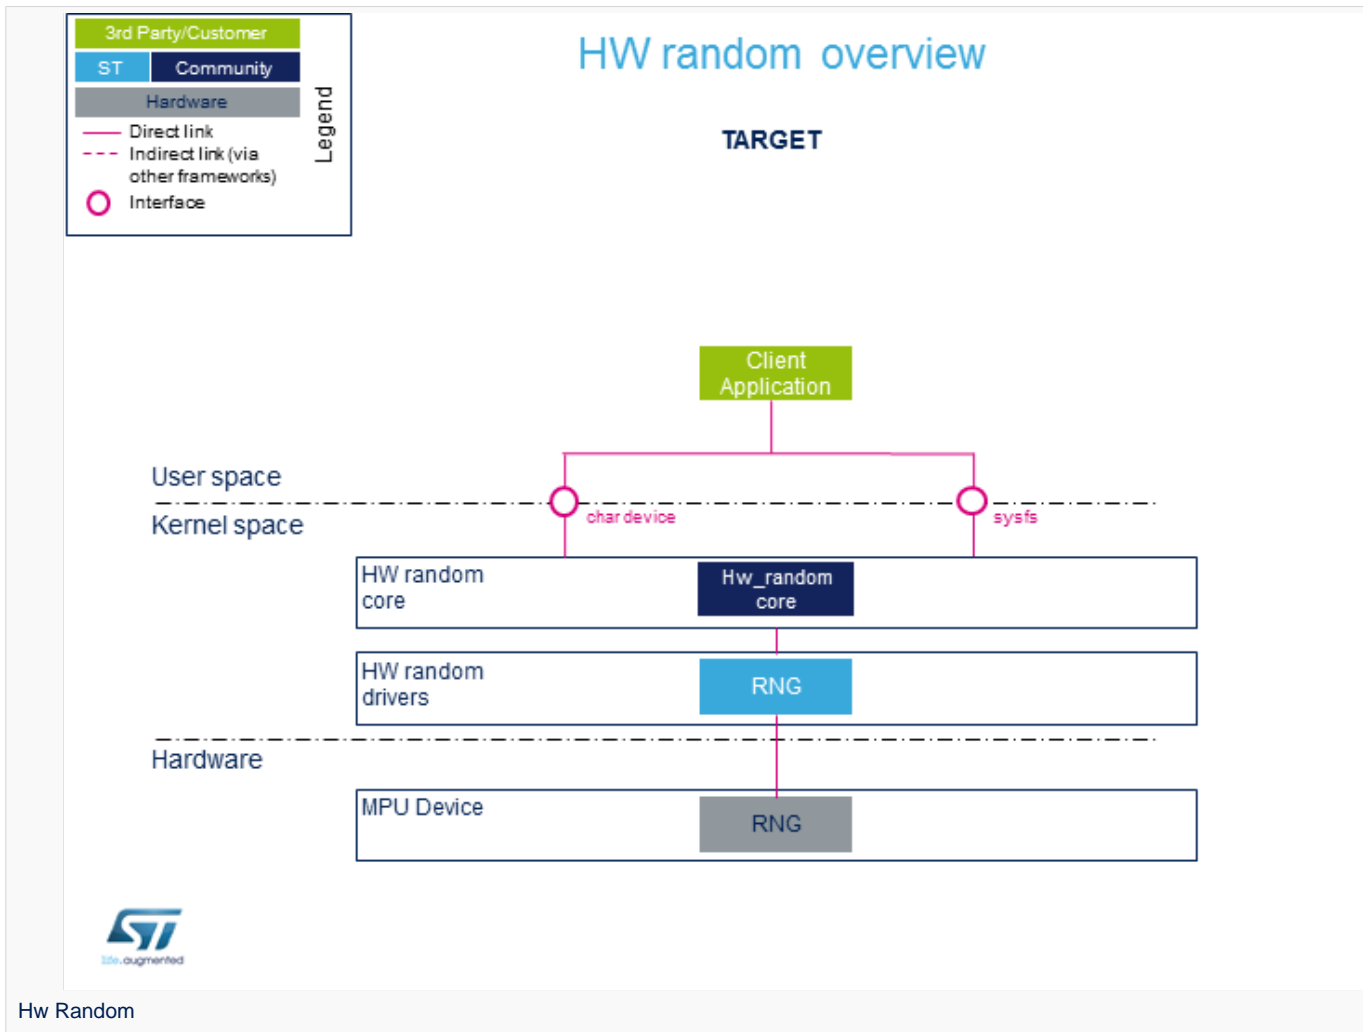 3rd Party/Customer
ST
Community
Hardware
Direct link
Indirect link (via
other frameworks)
Interface
Legend
HW random overview
TARGET
Client
Application
User space
Kernel space
char device
sysfs
HW random
core
Hw_random
core
HW random
drivers
RNG
Hardware
MPU Device
RNG
ST
life.augmented
Hw Random